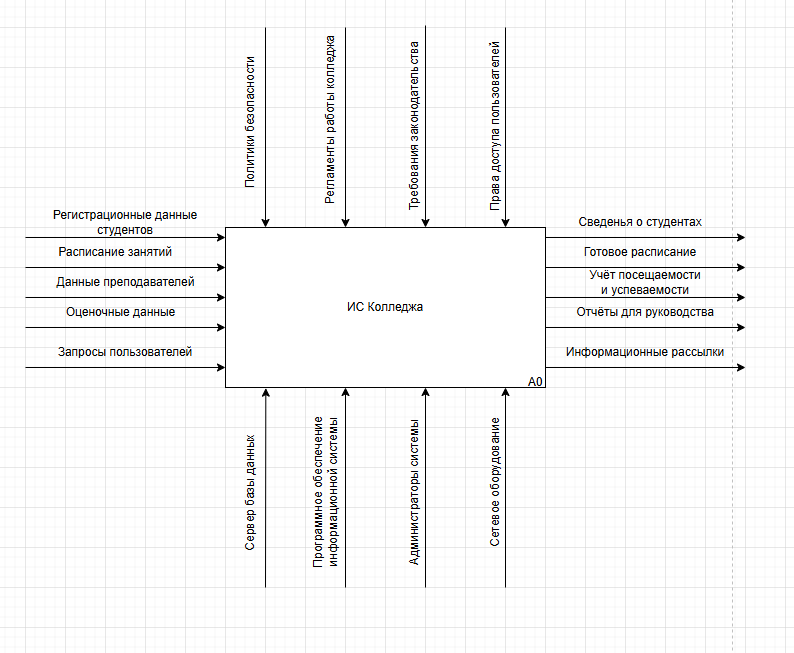 Политики безопасности
Регламенты работы колледжа
Требования законодательства
Права доступа пользователей
Регистрационные данные
студентов
Расписание занятий
Данные преподавателей
Оценочные данные
Запросы пользователей
ИС Колледжа
A0
Сведенья о студентах
Готовое расписание
Учёт посещаемости
и успеваемости
Отчёты для руководства
Информационные рассылки
Сервер базы данных
Программное обеспечение
информационной системы
Администраторы системы
Сетевое оборудование